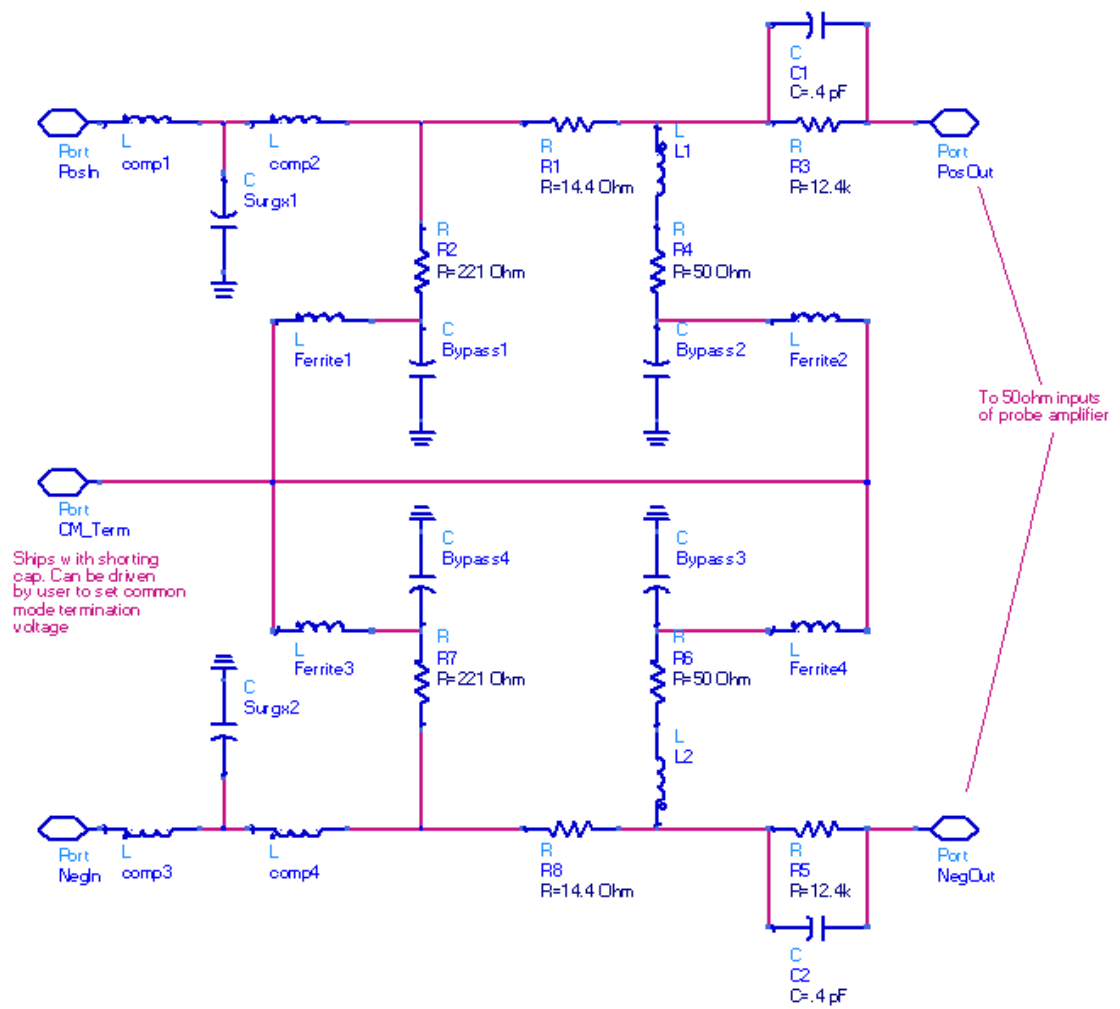 C
C1
C=.4 pF
Port
PosIn
L
comp1
L
comp2
R
R1
R=14.4 Ohm
L
L1
R
R3
R=12.4k
Port
PosOut
C
Surgx1
R
R2
R=221 Ohm
R
R4
R=50 Ohm
L
Ferrite1
C
Bypass1
C
Bypass2
L
Ferrite2
To 50ohm inputs
of probe amplifier
Port
CM_Term
Ships with shorting
cap. Can be driven
by user to set common
mode termination
voltage
C
Bypass4
C
Bypass3
L
Ferrite3
R
R7
R=221 Ohm
R
R6
R=50 Ohm
L
Ferrite4
C
Surgx2
L
L2
Port
NegIn
L
comp3
L
comp4
R
R8
R=14.4 Ohm
R
R5
R=12.4k
Port
NegOut
C
C2
C=.4 pF